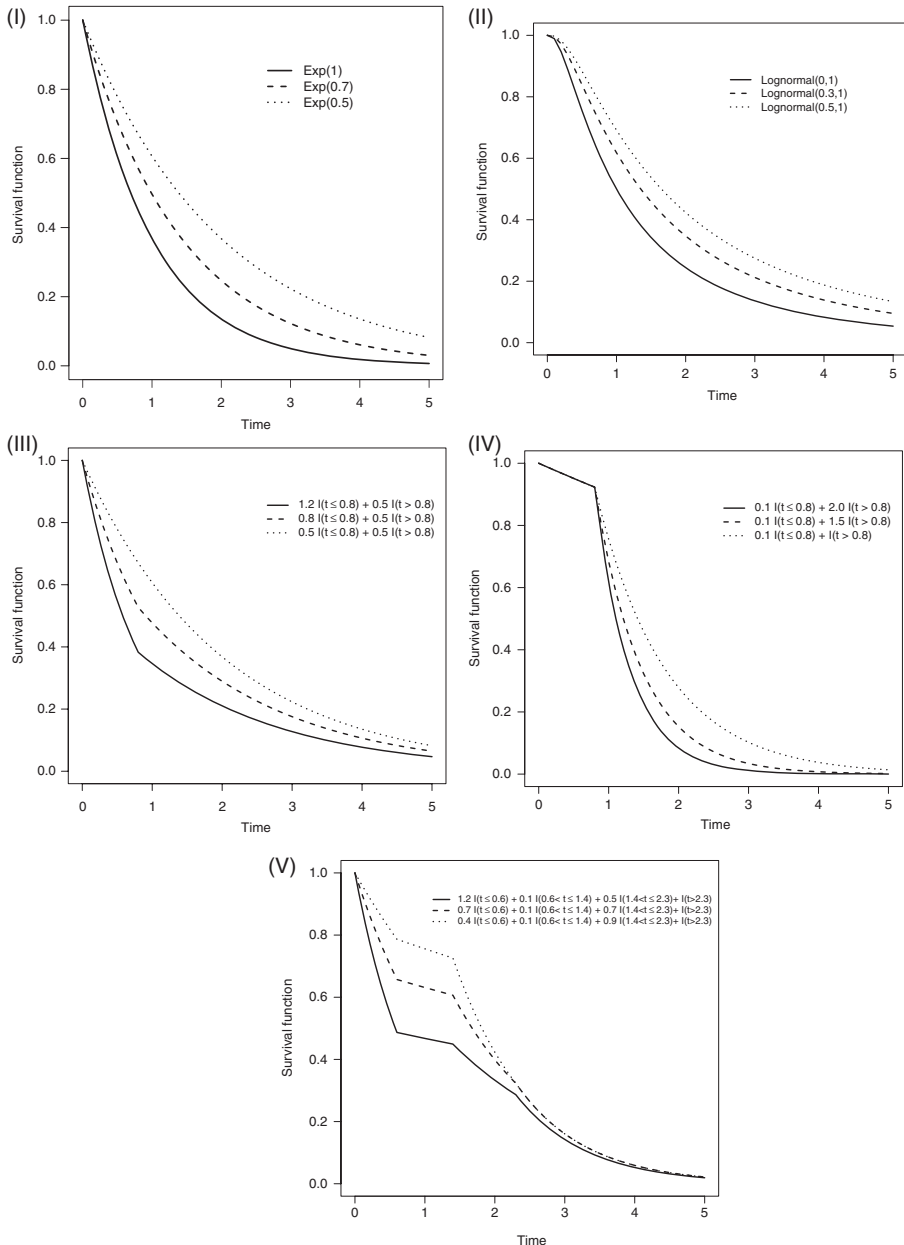 (I)
Exp(1)
Exp(0.7)
Exp(0.5)
Survival function
1.0
0.8
0.6
0.4
0.2
0.0
0 1 2 3 4 5
Time
(II)
Lognormal(0,1)
Lognormal(0.3,1)
Lognormal(0.5,1)
Survival function
1.0
0.8
0.6
0.4
0.2
0.0
0 1 2 3 4 5
Time
(III)
1.2 I(t ≤ 0.8) + 0.5 I(t > 0.8)
0.8 I(t ≤ 0.8) + 0.5 I(t > 0.8)
0.5 I(t ≤ 0.8) + 0.5 I(t > 0.8)
Survival function
1.0
0.8
0.6
0.4
0.2
0.0
0 1 2 3 4 5
Time
(IV)
0.1 I(t ≤ 0.8) + 2.0 I(t > 0.8)
0.1 I(t ≤ 0.8) + 1.5 I(t > 0.8)
0.1 I(t ≤ 0.8) + I(t > 0.8)
Survival function
1.0
0.8
0.6
0.4
0.2
0.0
0 1 2 3 4 5
Time
(V)
1.2 I(t ≤ 0.6) + 0.1 I(0.6< t ≤ 1.4) + 0.5 I(1.4<t ≤ 2.3)+ I(t>2.3)
0.7 I(t ≤ 0.6) + 0.1 I(0.6< t ≤ 1.4) + 0.7 I(1.4<t ≤ 2.3)+ I(t>2.3)
0.4 I(t ≤ 0.6) + 0.1 I(0.6< t ≤ 1.4) + 0.9 I(1.4<t ≤ 2.3)+ I(t>2.3)
Survival function
1.0
0.8
0.6
0.4
0.2
0.0
0 1 2 3 4 5
Time